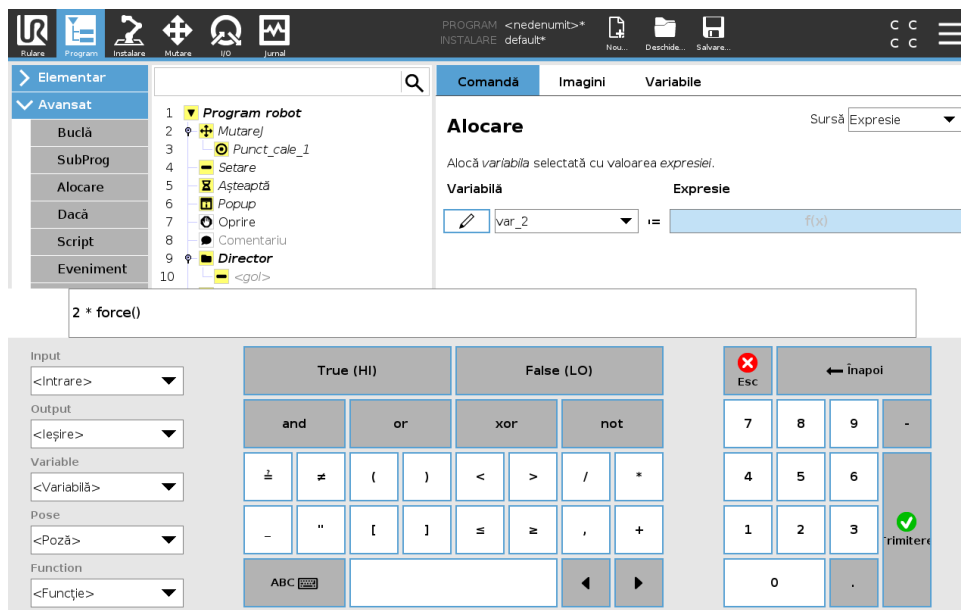 PROGRAM <nedenumit>*
INSTALARE default*
Rulare Program Instalare Mutare I/O Jurnal Nou... Deschide... Salvare...
C C
C C
Elementar
Avansat
Buclă
SubProg
Alocare
Dacă
Script
Eveniment
1 Program robot
2 MutareJ
3 Punct_cale_1
4 Setare
5 Așteaptă
6 Popup
7 Oprire
8 Comentariu
9 Director
10 <gol>
Comandă Imagini Variabile
Alocare
Sursă Expresie
Alocă variabila selectată cu valoarea expresiei.
Variabilă Expresie
var_2 := f(x)
2 * force()
Input
<Intrare>
Output
<Ieșire>
Variable
<Variabilă>
Pose
<Poză>
Function
<Funcție>
True (HI) False (LO)
and or xor not
≟ ≠ ( ) < > / *
_ " [ ] ≤ ≥ , +
ABC
Esc Înapoi
7 8 9 -
4 5 6
1 2 3
Trimitere
0 .